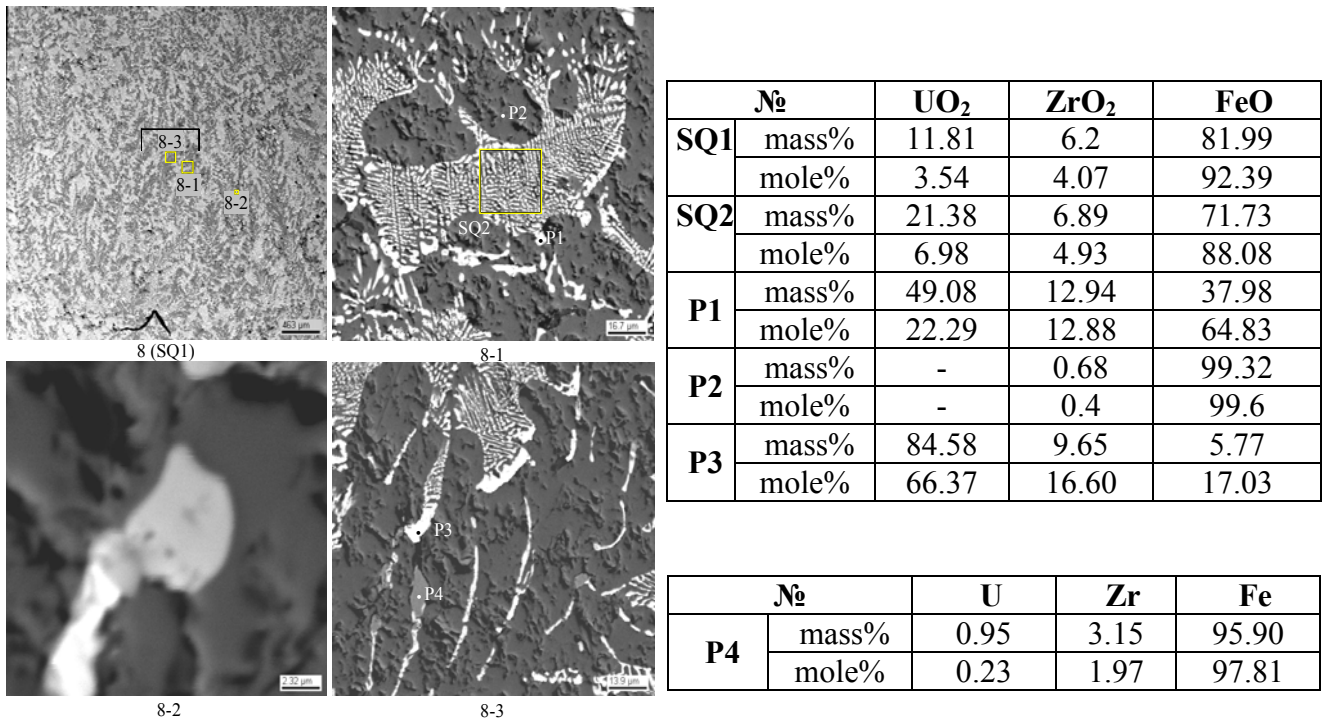 8-3
8-1
8-2
463 µm
8 (SQ1)
P2
SQ2
P1
16.7 µm
8-1
2.32 µm
8-2
P3
P4
13.9 µm
8-3
№ UO₂ ZrO₂ FeO
SQ1 mass% 11.81 6.2 81.99
mole% 3.54 4.07 92.39
SQ2 mass% 21.38 6.89 71.73
mole% 6.98 4.93 88.08
P1 mass% 49.08 12.94 37.98
mole% 22.29 12.88 64.83
P2 mass% - 0.68 99.32
mole% - 0.4 99.6
P3 mass% 84.58 9.65 5.77
mole% 66.37 16.60 17.03
№ U Zr Fe
P4 mass% 0.95 3.15 95.90
mole% 0.23 1.97 97.81